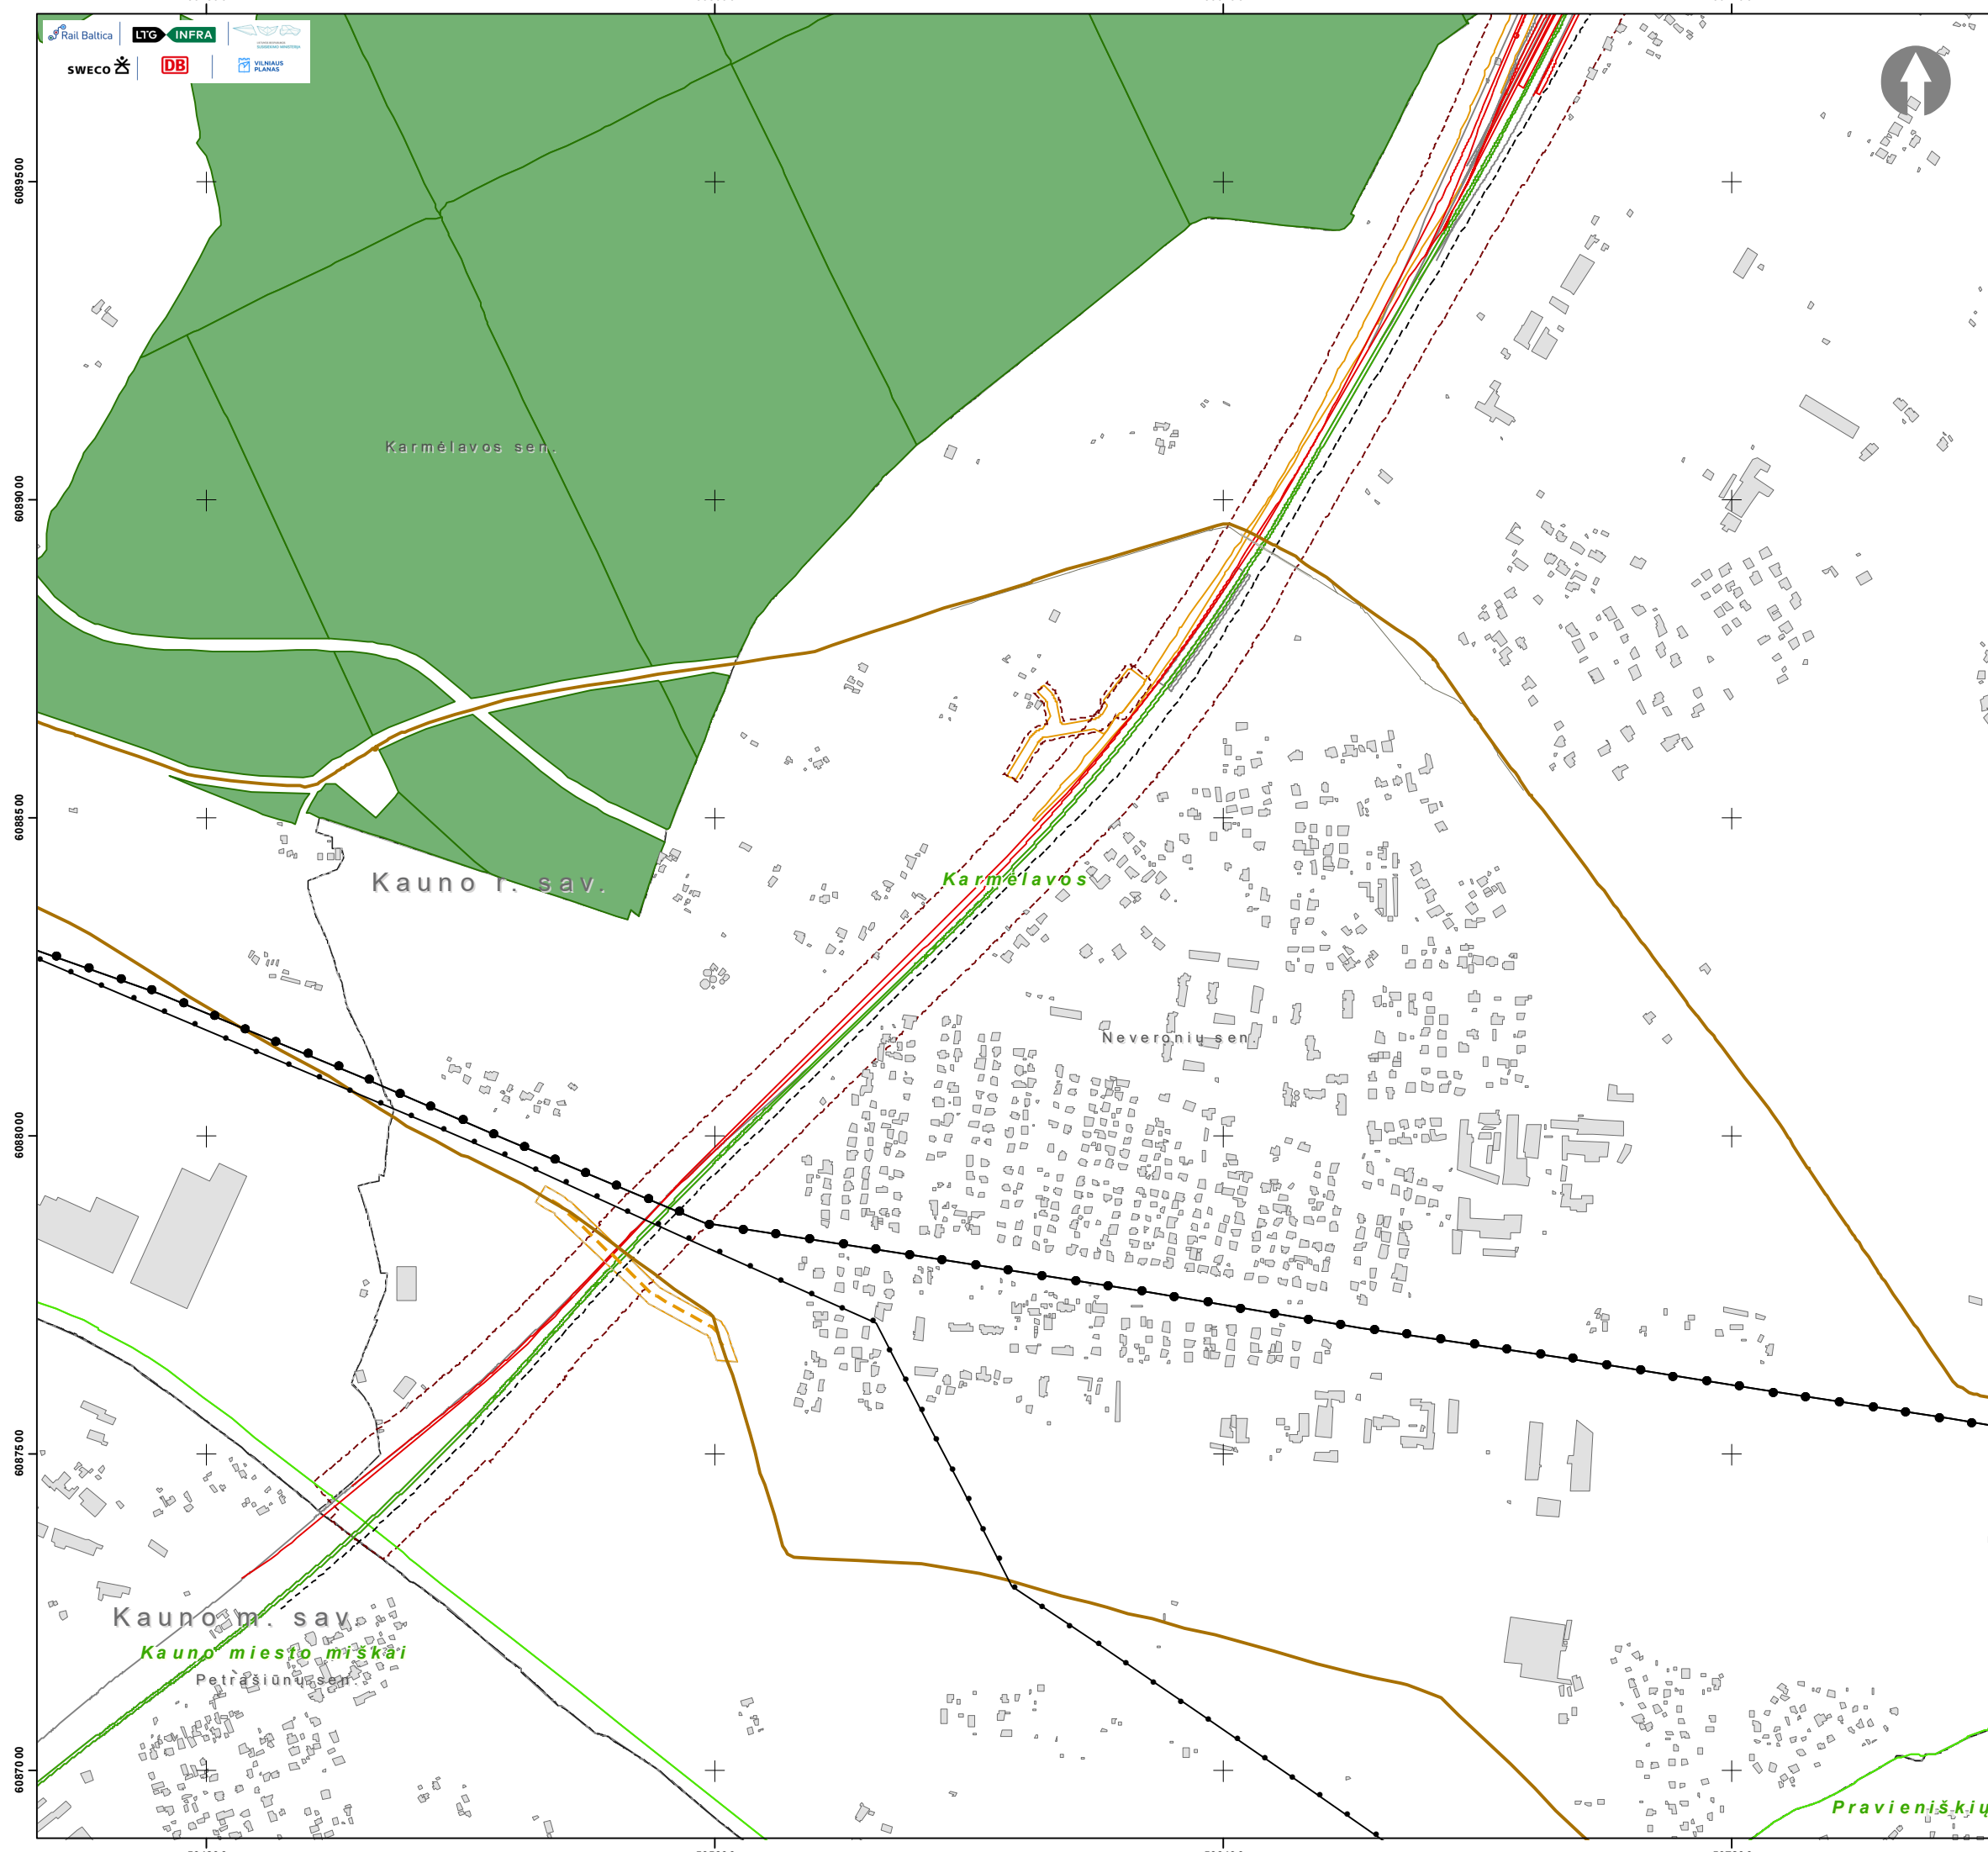 Rail Baltica
LTG INFRA
SWECO
DB
VILNIAUS
PLANAS
6089500
6089000
6088500
6088000
6087500
6087000
Karmėlavos sen.
Kauno r. sav.
Karmėlavos
Neveronių sen.
Kauno m. sav.
Kauno miesto miškai
Petrašiūnų sen.
Pravieniškių